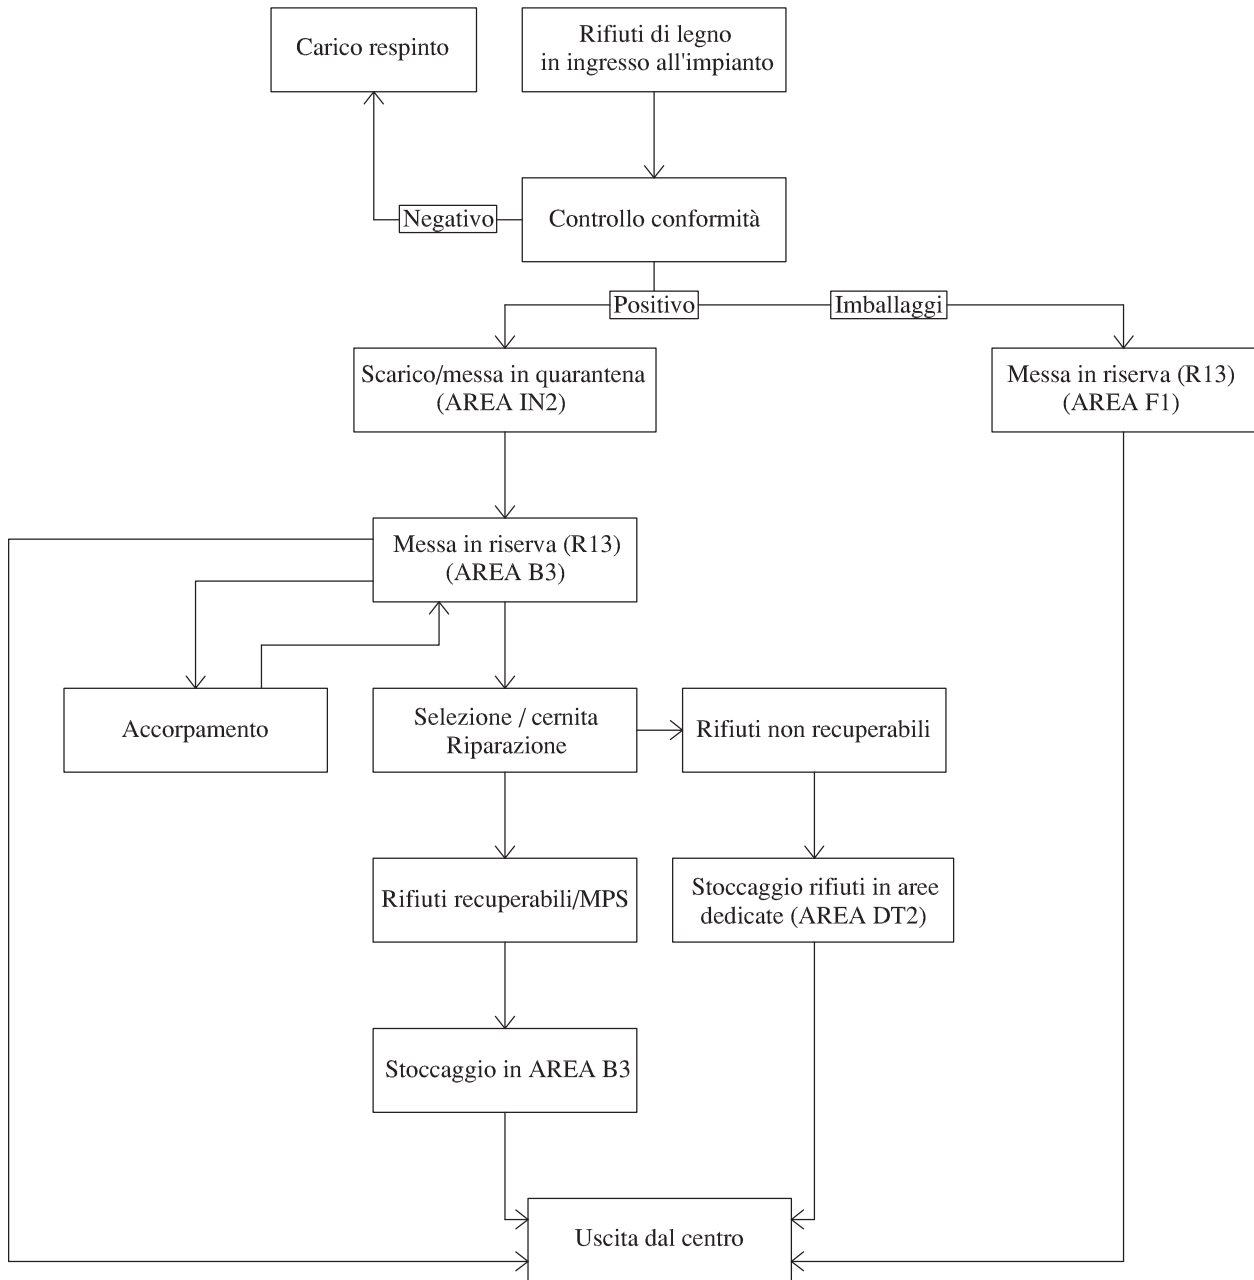 Carico respinto
Rifiuti di legno
in ingresso all'impianto
Negativo
Controllo conformità
Positivo
Imballaggi
Scarico/messa in quarantena
(AREA IN2)
Messa in riserva (R13)
(AREA F1)
Messa in riserva (R13)
(AREA B3)
Accorpamento
Selezione / cernita
Riparazione
Rifiuti non recuperabili
Rifiuti recuperabili/MPS
Stoccaggio rifiuti in aree
dedicate (AREA DT2)
Stoccaggio in AREA B3
Uscita dal centro